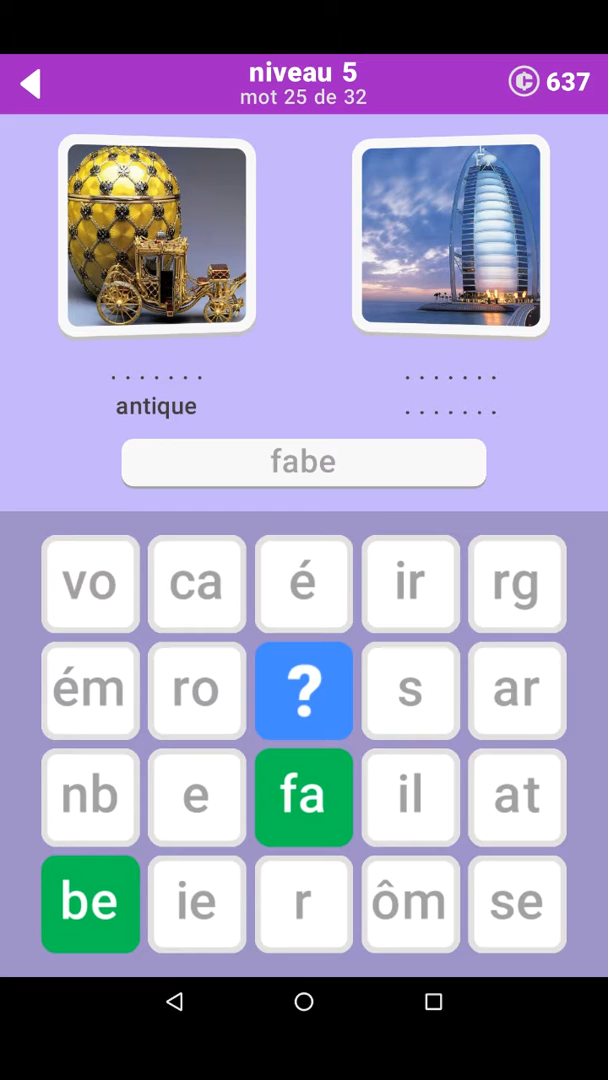 niveau 5
637
mot 25 de 32
. . . . . . .
. . . . . . .
antique
. . . . . . .
fabe
vo ca é ir rg
ém ro ? s ar
nb e fa il at
be ie r ôm se